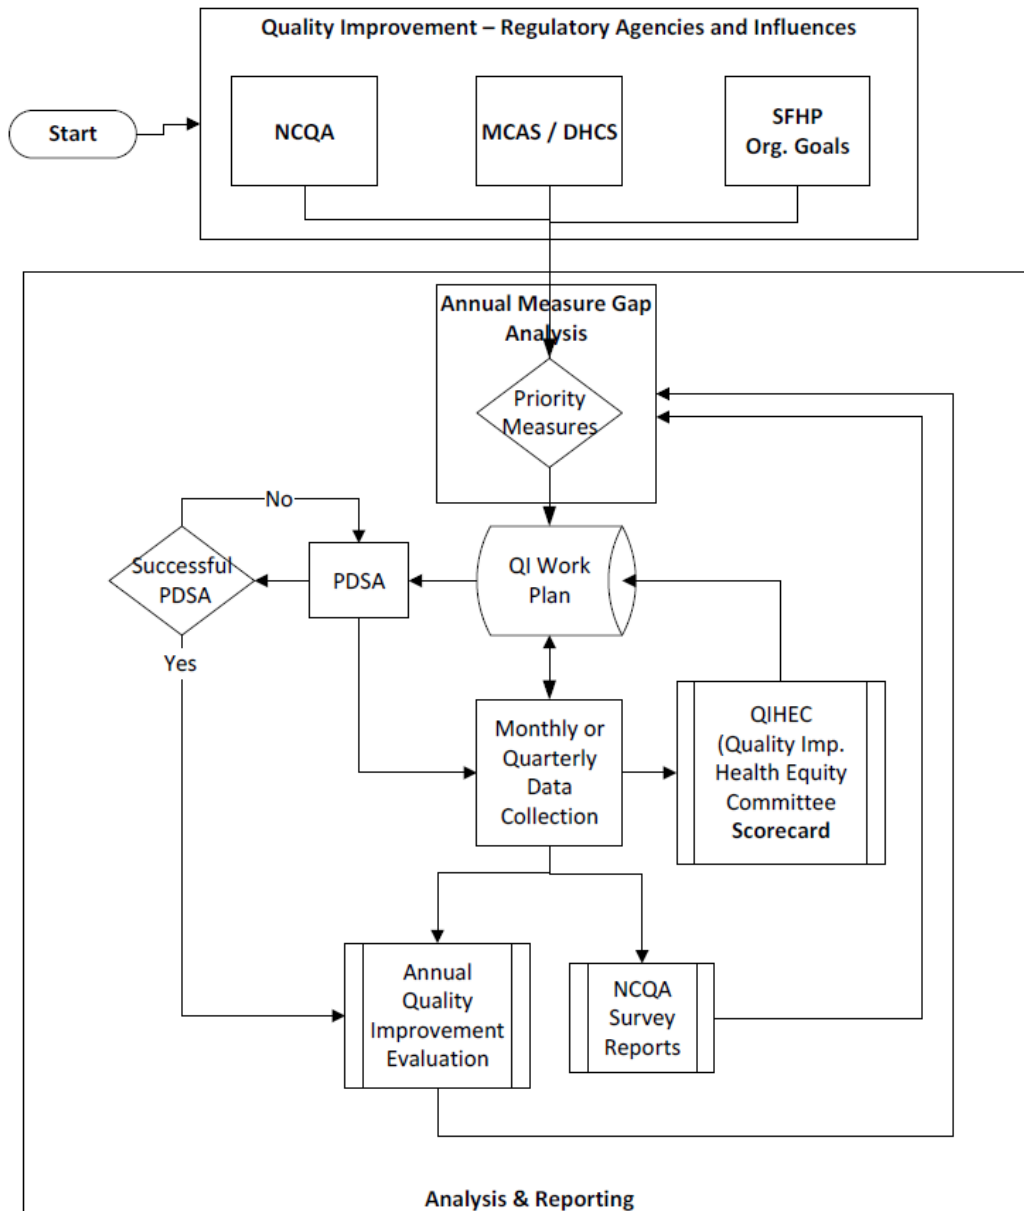 Quality Improvement – Regulatory Agencies and Influences
Start
NCQA
MCAS / DHCS
SFHP
Org. Goals
Annual Measure Gap
Analysis
Priority
Measures
No
Successful
PDSA
PDSA
QI Work
Plan
Yes
Monthly or
Quarterly
Data
Collection
QIHEC
(Quality Imp.
Health Equity
Committee
Scorecard
Annual
Quality
Improvement
Evaluation
NCQA
Survey
Reports
Analysis & Reporting